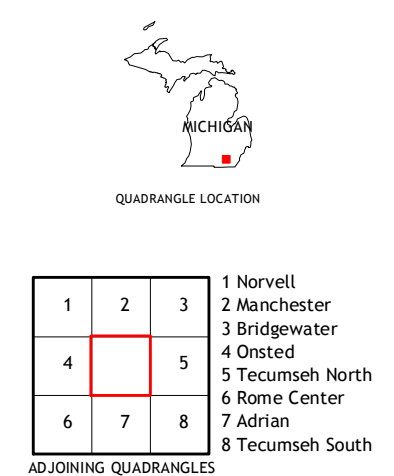 MICHIGAN
QUADRANGLE LOCATION
1 2 3
4 5
6 7 8
1 Norvell
2 Manchester
3 Bridgewater
4 Onsted
5 Tecumseh North
6 Rome Center
7 Adrian
8 Tecumseh South
ADJOINING QUADRANGLES